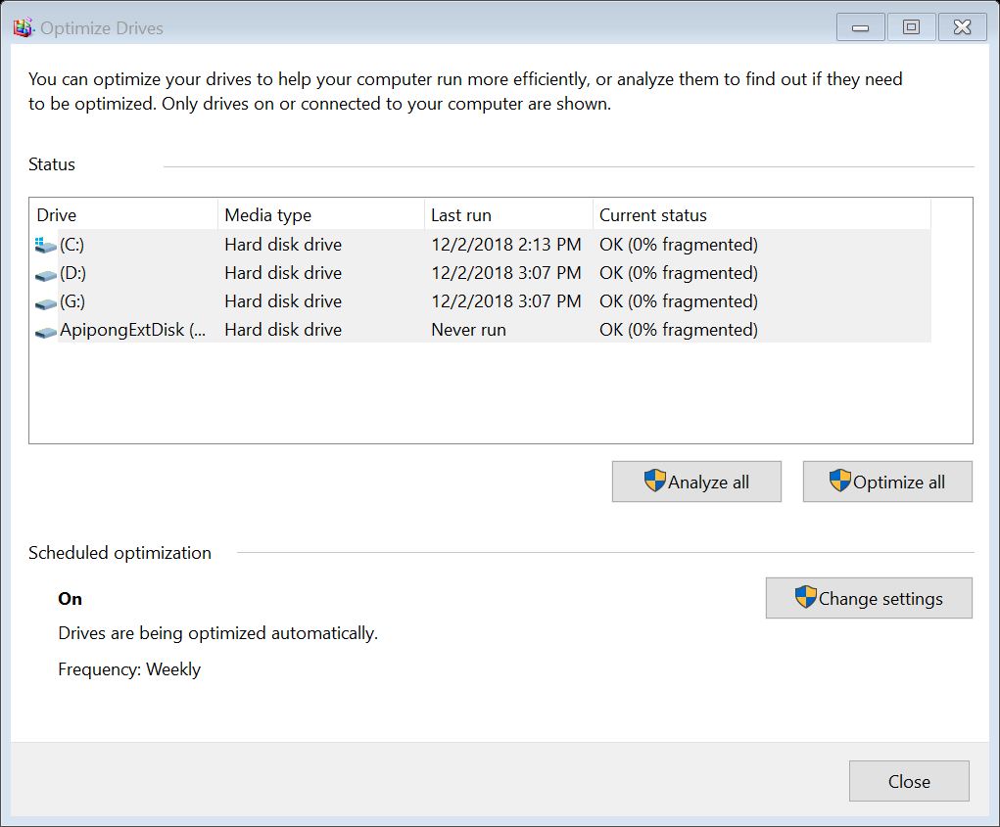 Optimize Drives
You can optimize your drives to help your computer run more efficiently, or analyze them to find out if they need
to be optimized. Only drives on or connected to your computer are shown.
Status
Drive Media type Last run Current status
(C:) Hard disk drive 12/2/2018 2:13 PM OK (0% fragmented)
(D:) Hard disk drive 12/2/2018 3:07 PM OK (0% fragmented)
(G:) Hard disk drive 12/2/2018 3:07 PM OK (0% fragmented)
ApipongExtDisk (... Hard disk drive Never run OK (0% fragmented)
Analyze all Optimize all
Scheduled optimization
On
Change settings
Drives are being optimized automatically.
Frequency: Weekly
Close